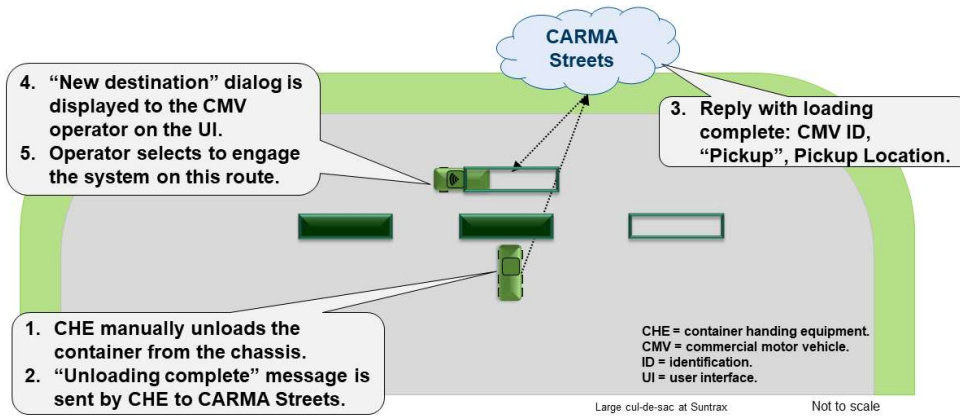 CARMA
Streets
4. “New destination” dialog is
displayed to the CMV
operator on the UI.
5. Operator selects to engage
the system on this route.
3. Reply with loading
complete: CMV ID,
“Pickup”, Pickup Location.
1. CHE manually unloads the
container from the chassis.
2. “Unloading complete” message is
sent by CHE to CARMA Streets.
CHE = container handing equipment.
CMV = commercial motor vehicle.
ID = identification.
UI = user interface.
Large cul-de-sac at Suntrax
Not to scale